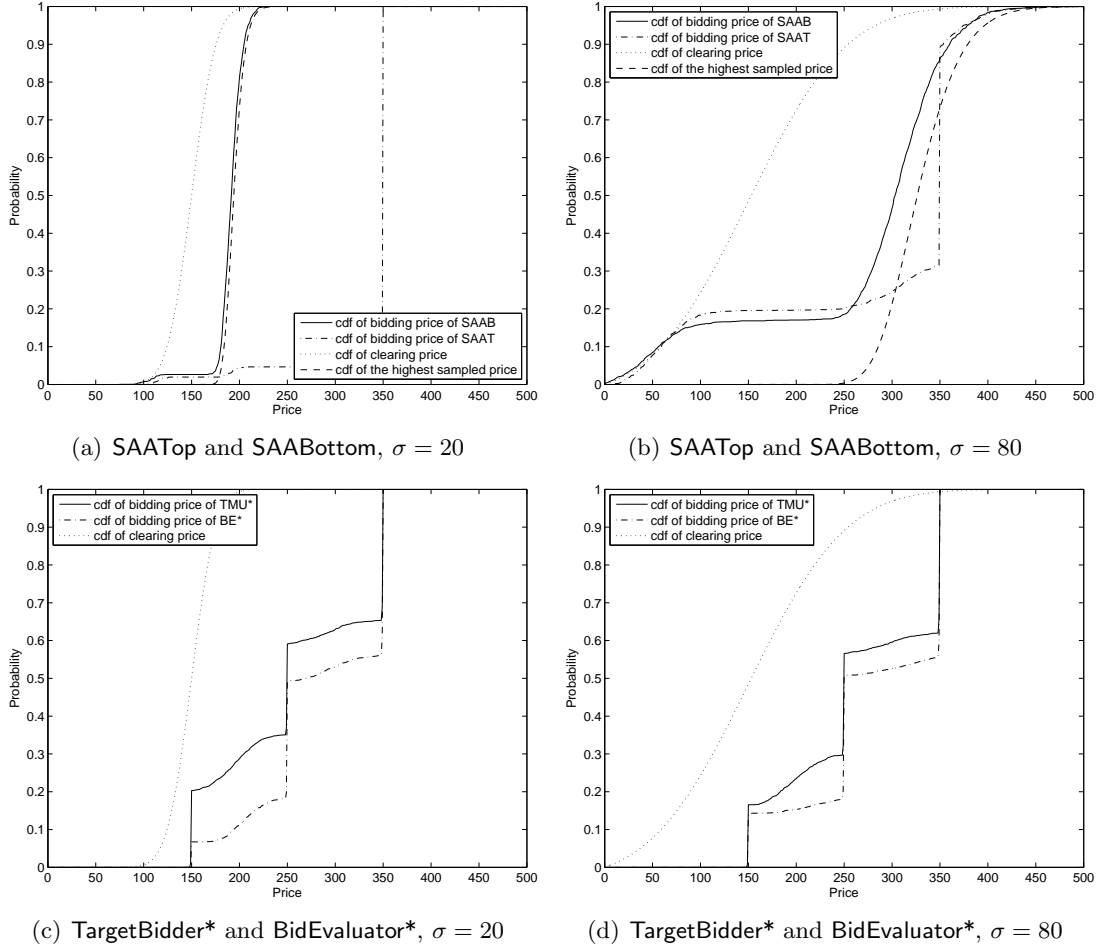 1
0.9
0.8
0.7
0.6
0.5
0.4
0.3
0.2
0.1
0
Probability
0 50 100 150 200 250 300 350 400 450 500
Price
cdf of bidding price of SAAB
cdf of bidding price of SAAT
cdf of clearing price
cdf of the highest sampled price
(a) SAATop and SAABottom, σ = 20
1
0.9
0.8
0.7
0.6
0.5
0.4
0.3
0.2
0.1
0
Probability
cdf of bidding price of SAAB
cdf of bidding price of SAAT
cdf of clearing price
cdf of the highest sampled price
0 50 100 150 200 250 300 350 400 450 500
Price
(b) SAATop and SAABottom, σ = 80
1
0.9
0.8
0.7
0.6
0.5
0.4
0.3
0.2
0.1
0
Probability
cdf of bidding price of TMU*
cdf of bidding price of BE*
cdf of clearing price
0 50 100 150 200 250 300 350 400 450 500
Price
(c) TargetBidder* and BidEvaluator*, σ = 20
1
0.9
0.8
0.7
0.6
0.5
0.4
0.3
0.2
0.1
0
Probability
cdf of bidding price of TMU*
cdf of bidding price of BE*
cdf of clearing price
0 50 100 150 200 250 300 350 400 450 500
Price
(d) TargetBidder* and BidEvaluator*, σ = 80